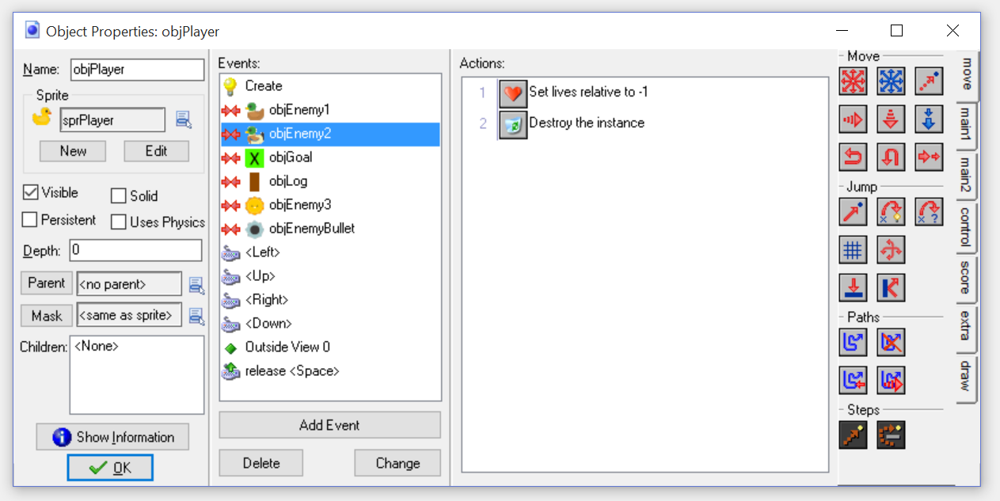 Object Properties: objPlayer
Name: objPlayer
Sprite
sprPlayer
New Edit
Visible Solid
Persistent Uses Physics
Depth: 0
Parent <no parent>
Mask <same as sprite>
Children: <None>
Show Information
OK
Events:
Create
objEnemy1
objEnemy2
objGoal
X
objLog
objEnemy3
objEnemyBullet
<Left>
<Up>
<Right>
<Down>
Outside View 0
release <Space>
Add Event
Delete Change
Actions:
1 Set lives relative to -1
2 Destroy the instance
Move
Jump
Paths
Steps
move
main1
main2
control
score
extra
draw